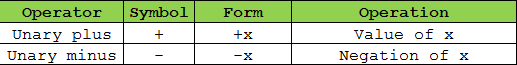 Operator Symbol Form Operation
Unary plus + +x Value of x
Unary minus - -x Negation of x